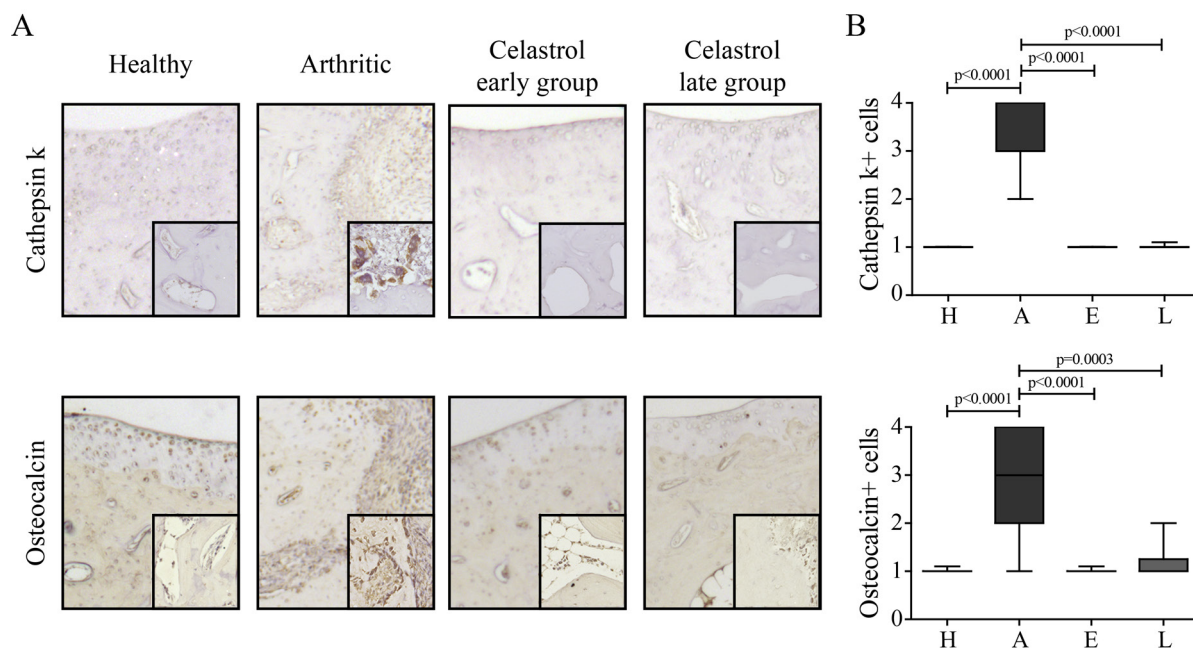 A
Healthy
Arthritic
Celastrol
early group
Celastrol
late group
Cathepsin k
Osteocalcin
B
p<0.0001
p<0.0001
p<0.0001
Cathepsin k+ cells
4
3
2
1
0
H A E L
p=0.0003
p<0.0001
p<0.0001
Osteocalcin+ cells
4
3
2
1
0
H A E L